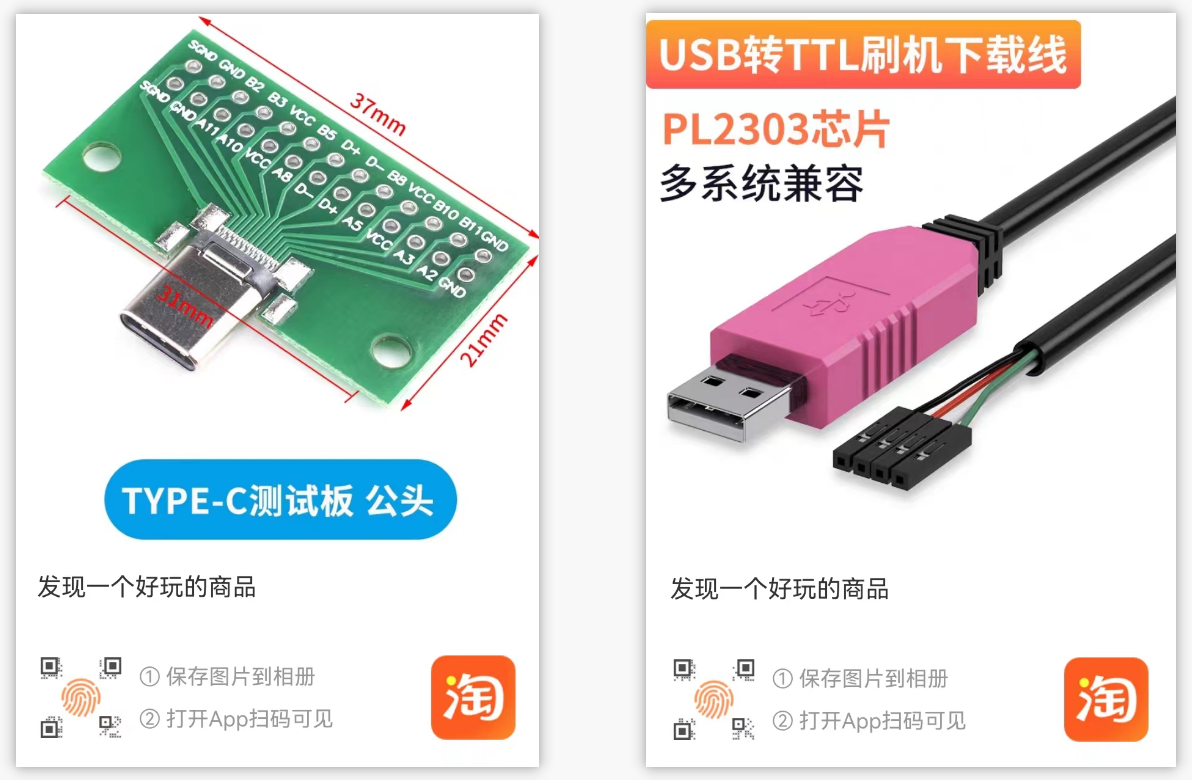 37mm
SGND GND B2 B3 VCC B5 D+ D- B8 VCC B10 B11 GND
SGND GND A11 A10 VCC A8 D- D+ A5 VCC A3 A2 GND
31mm
21mm
TYPE-C测试板 公头
发现一个好玩的商品
① 保存图片到相册
② 打开App扫码可见
淘
USB转TTL刷机下载线
PL2303芯片
多系统兼容
发现一个好玩的商品
① 保存图片到相册
② 打开App扫码可见
淘